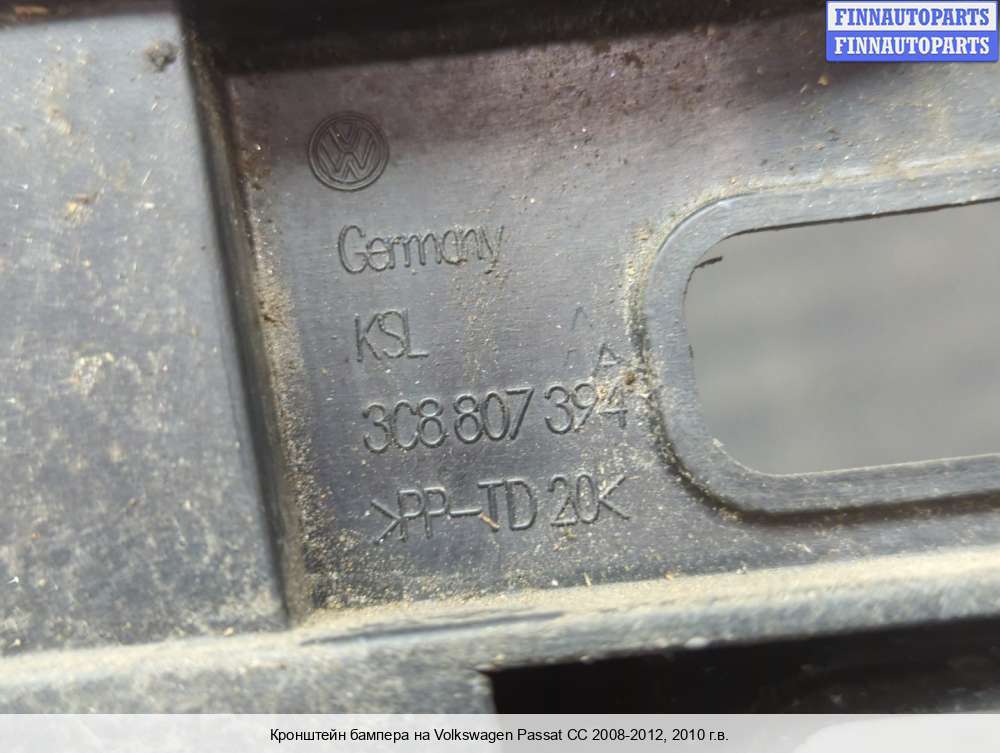 FINNAUTOPARTS
FINNAUTOPARTS
VW
Germany
KSL
A
3C8 807 394
>PP-TD 20<
Кронштейн бампера на Volkswagen Passat CC 2008-2012, 2010 г.в.